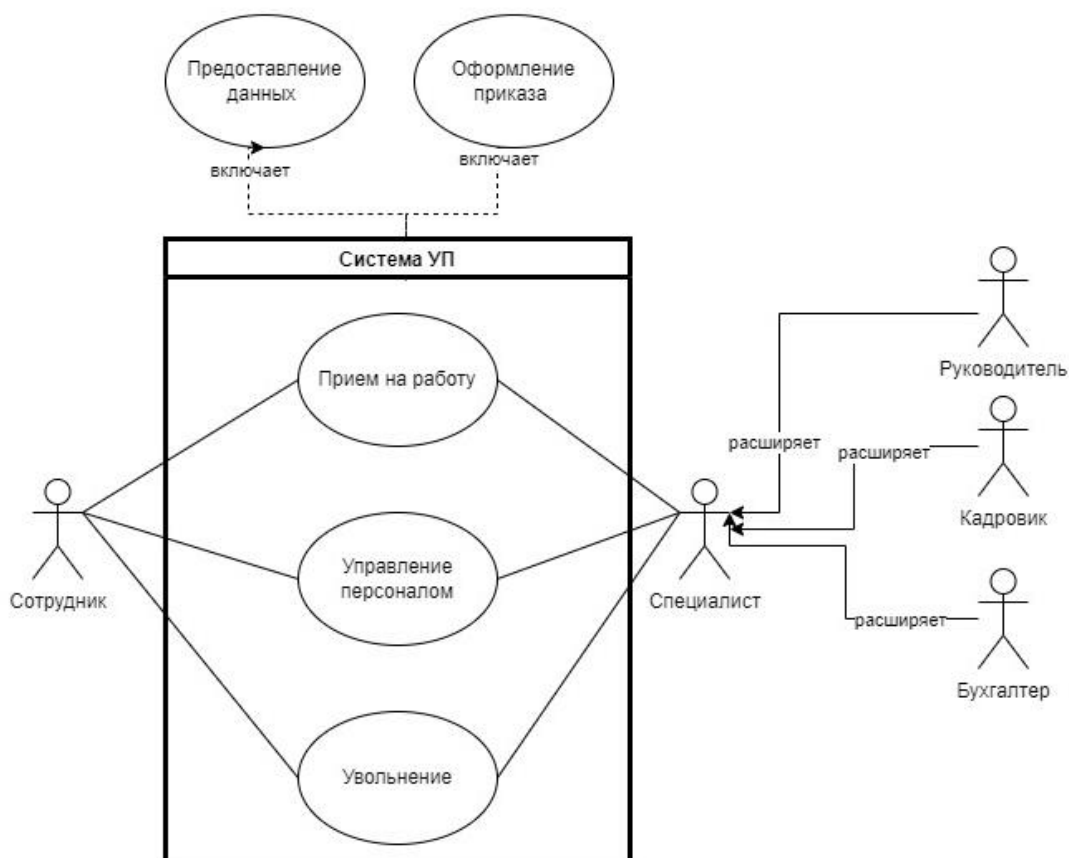 Предоставление
данных
Оформление
приказа
включает
включает
Система УП
Прием на работу
Руководитель
расширяет
расширяет
Кадровик
Управление
персоналом
Сотрудник
Специалист
расширяет
Бухгалтер
Увольнение